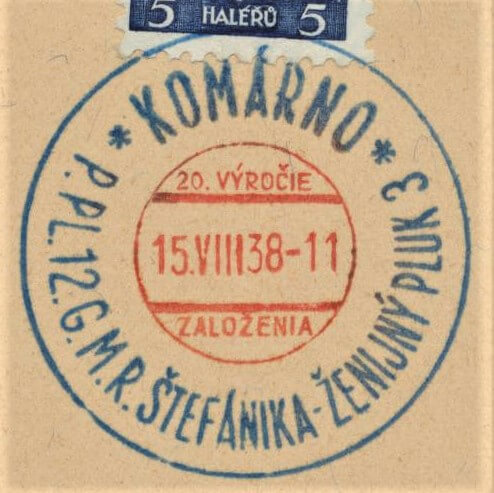 5 HALÉŘŮ 5
* KOMÁRNO *
P. PL. 12. G. M. R. ŠTEFÁNIKA - ŽENIJNÝ PLUK 3
20. VÝROČIE
15.VIII38-11
ZALOŽENIA